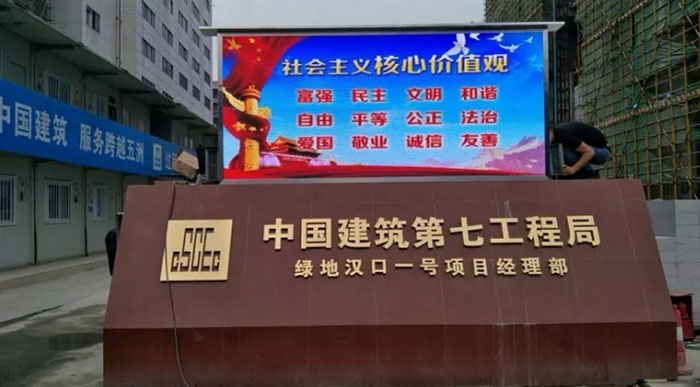 社会主义核心价值观
富强 民主 文明 和谐
自由 平等 公正 法治
爱国 敬业 诚信 友善
中国建筑 服务跨越五洲
CSCEC
中国建筑第七工程局
绿地汉口一号项目经理部